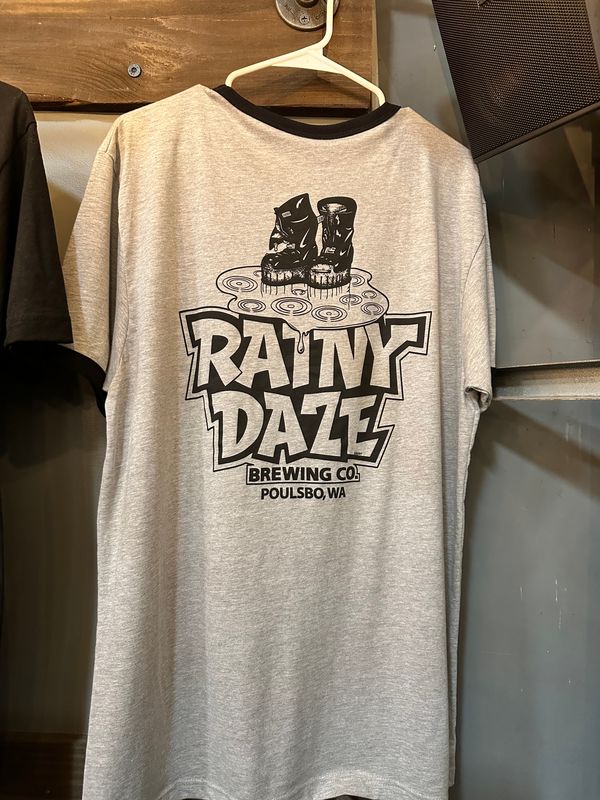 RAINY
DAZE
BREWING CO.
POULSBO, WA